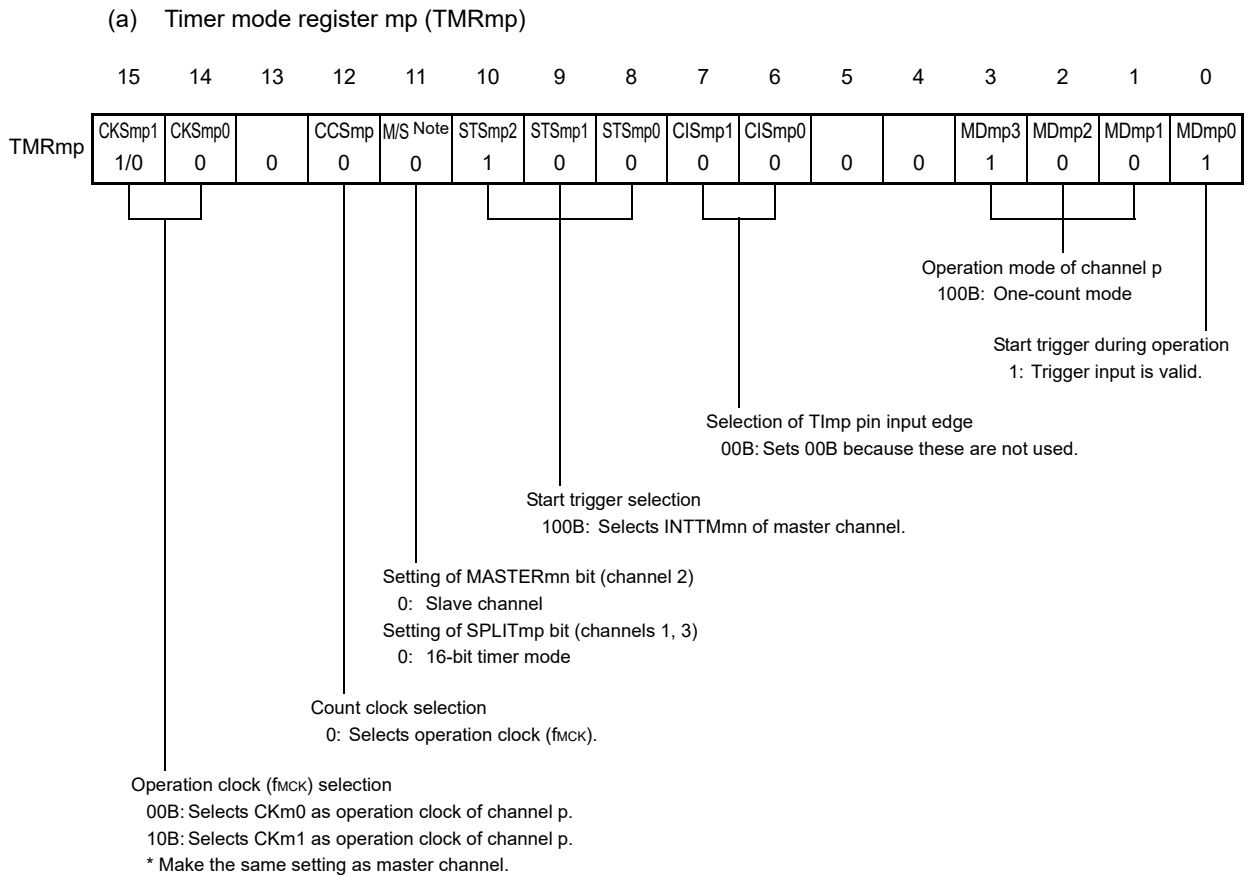 (a) Timer mode register mp (TMRmp)
15 14 13 12 11 10 9 8 7 6 5 4 3 2 1 0
TMRmp
CKSmp1 CKSmp0 CCSmp M/S Note STSmp2 STSmp1 STSmp0 CISmp1 CISmp0 MDmp3 MDmp2 MDmp1 MDmp0
1/0 0 0 0 0 1 0 0 0 0 0 0 1 0 0 1
Operation mode of channel p
100B: One-count mode
Start trigger during operation
1: Trigger input is valid.
Selection of TImp pin input edge
00B: Sets 00B because these are not used.
Start trigger selection
100B: Selects INTTMmn of master channel.
Setting of MASTERmn bit (channel 2)
0: Slave channel
Setting of SPLITmp bit (channels 1, 3)
0: 16-bit timer mode
Count clock selection
0: Selects operation clock (fMCK).
Operation clock (fMCK) selection
00B: Selects CKm0 as operation clock of channel p.
10B: Selects CKm1 as operation clock of channel p.
* Make the same setting as master channel.